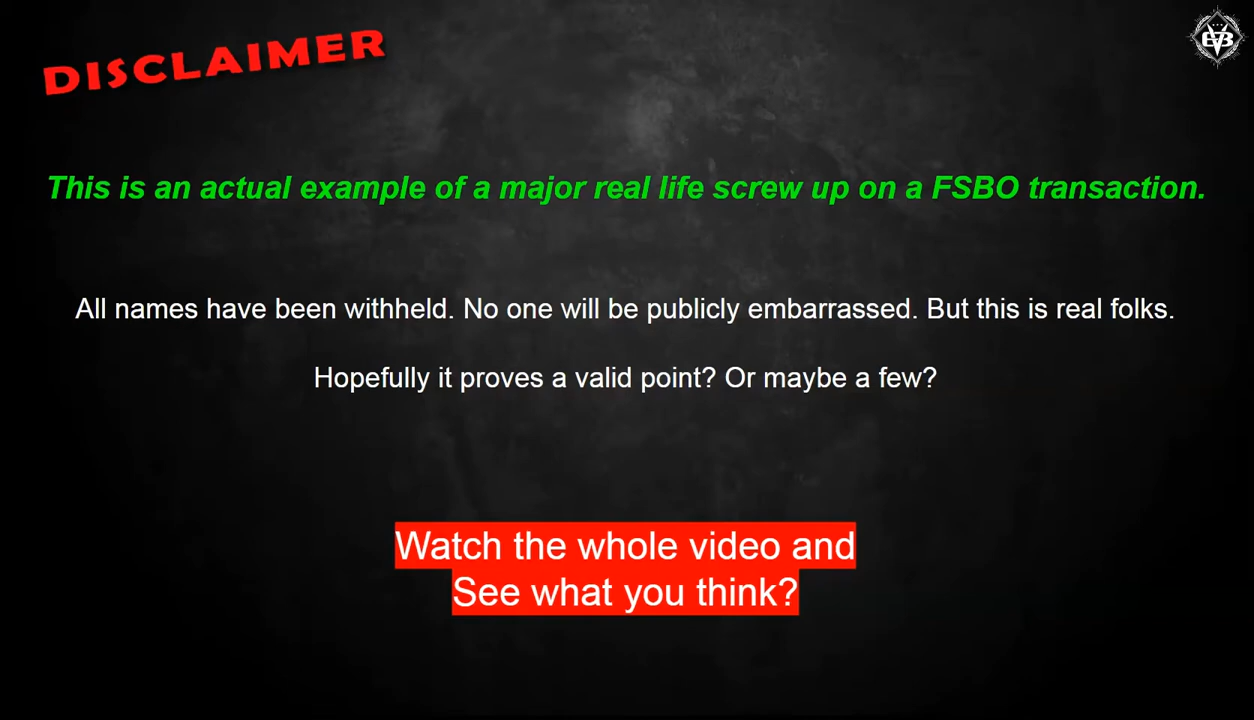 DISCLAIMER
This is an actual example of a major real life screw up on a FSBO transaction.
All names have been withheld. No one will be publicly embarrassed. But this is real folks.
Hopefully it proves a valid point? Or maybe a few?
Watch the whole video and
See what you think?